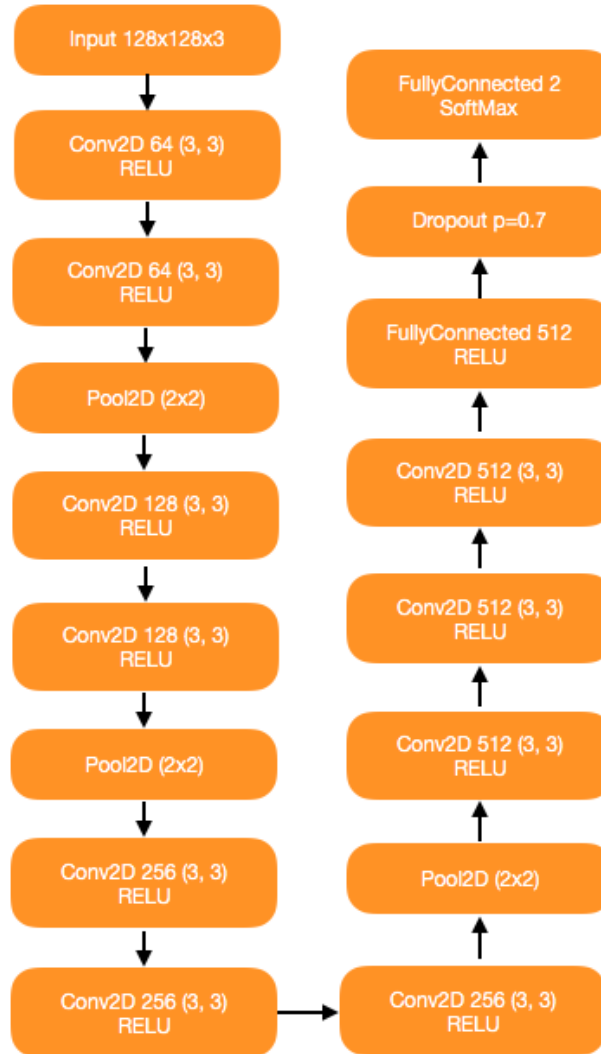 Input 128x128x3
Conv2D 64 (3, 3)
RELU
Conv2D 64 (3, 3)
RELU
Pool2D (2x2)
Conv2D 128 (3, 3)
RELU
Conv2D 128 (3, 3)
RELU
Pool2D (2x2)
Conv2D 256 (3, 3)
RELU
Conv2D 256 (3, 3)
RELU
Conv2D 256 (3, 3)
RELU
Pool2D (2x2)
Conv2D 512 (3, 3)
RELU
Conv2D 512 (3, 3)
RELU
Conv2D 512 (3, 3)
RELU
FullyConnected 512
RELU
Dropout p=0.7
FullyConnected 2
SoftMax